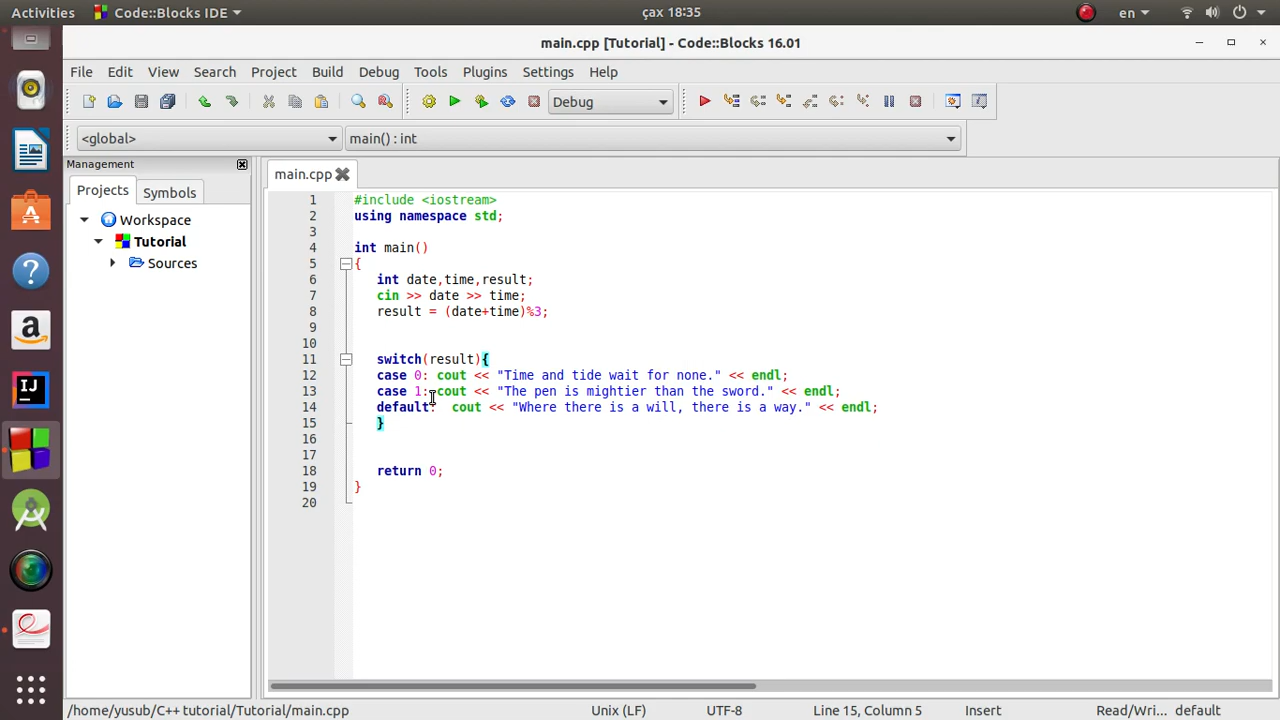 Activities Code::Blocks IDE çax 18:35 en
main.cpp [Tutorial] - Code::Blocks 16.01
File Edit View Search Project Build Debug Tools Plugins Settings Help
Debug
<global> main() : int
Management
main.cpp
Projects Symbols
Workspace
Tutorial
Sources
1 #include <iostream>
2 using namespace std;
3
4 int main()
5 {
6 int date,time,result;
7 cin >> date >> time;
8 result = (date+time)%3;
9
10
11 switch(result){
12 case 0: cout << "Time and tide wait for none." << endl;
13 case 1: cout << "The pen is mightier than the sword." << endl;
14 default: cout << "Where there is a will, there is a way." << endl;
15 }
16
17
18 return 0;
19 }
20
/home/yusub/C++ tutorial/Tutorial/main.cpp Unix (LF) UTF-8 Line 15, Column 5 Insert Read/Wri... default